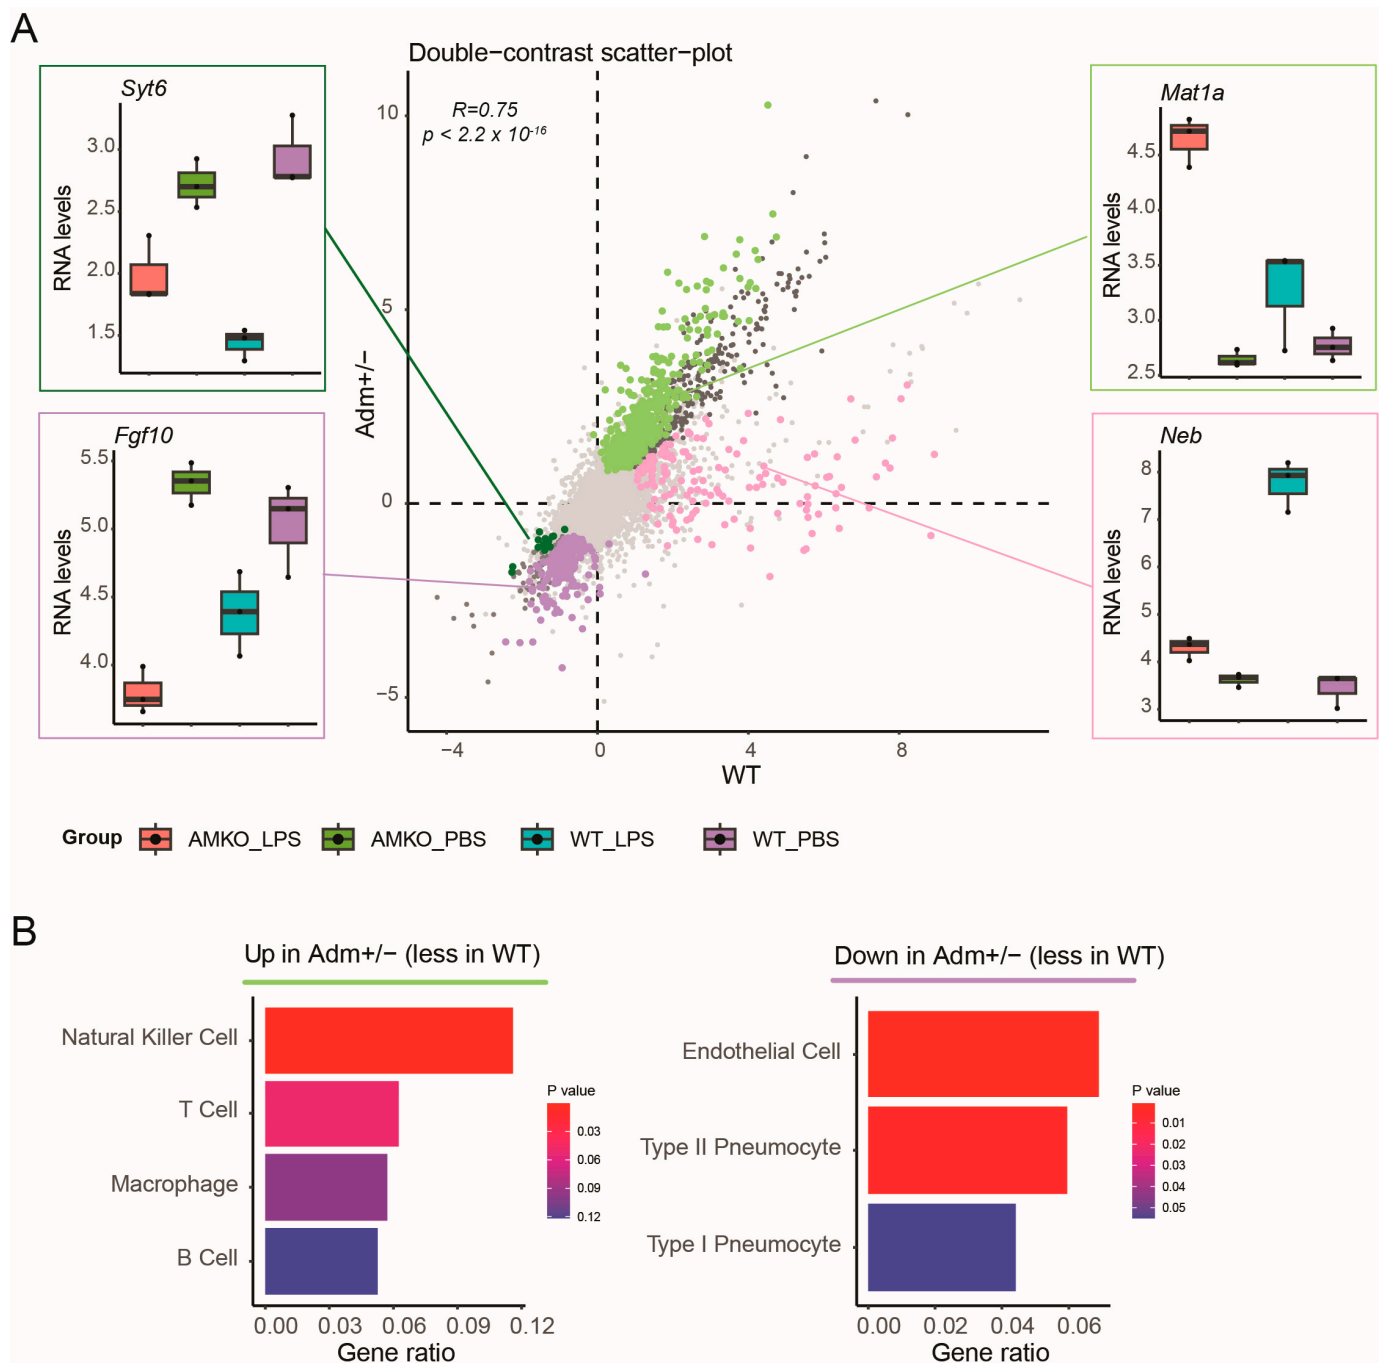 A
Double−contrast scatter−plot
R=0.75
p < 2.2 x 10-16
10
5
0
−5
Adm+/−
−4
0
4
8
WT
Syt6
RNA levels
3.0
2.5
2.0
1.5
Fgf10
RNA levels
5.5
5.0
4.5
4.0
Mat1a
RNA levels
4.5
4.0
3.5
3.0
2.5
Neb
RNA levels
8
7
6
5
4
3
Group AMKO_LPS AMKO_PBS WT_LPS WT_PBS
B
Up in Adm+/− (less in WT)
Natural Killer Cell
T Cell
Macrophage
B Cell
0.00 0.03 0.06 0.09 0.12
Gene ratio
P value
0.03
0.06
0.09
0.12
Down in Adm+/− (less in WT)
Endothelial Cell
Type II Pneumocyte
Type I Pneumocyte
0.00 0.02 0.04 0.06
Gene ratio
P value
0.01
0.02
0.03
0.04
0.05